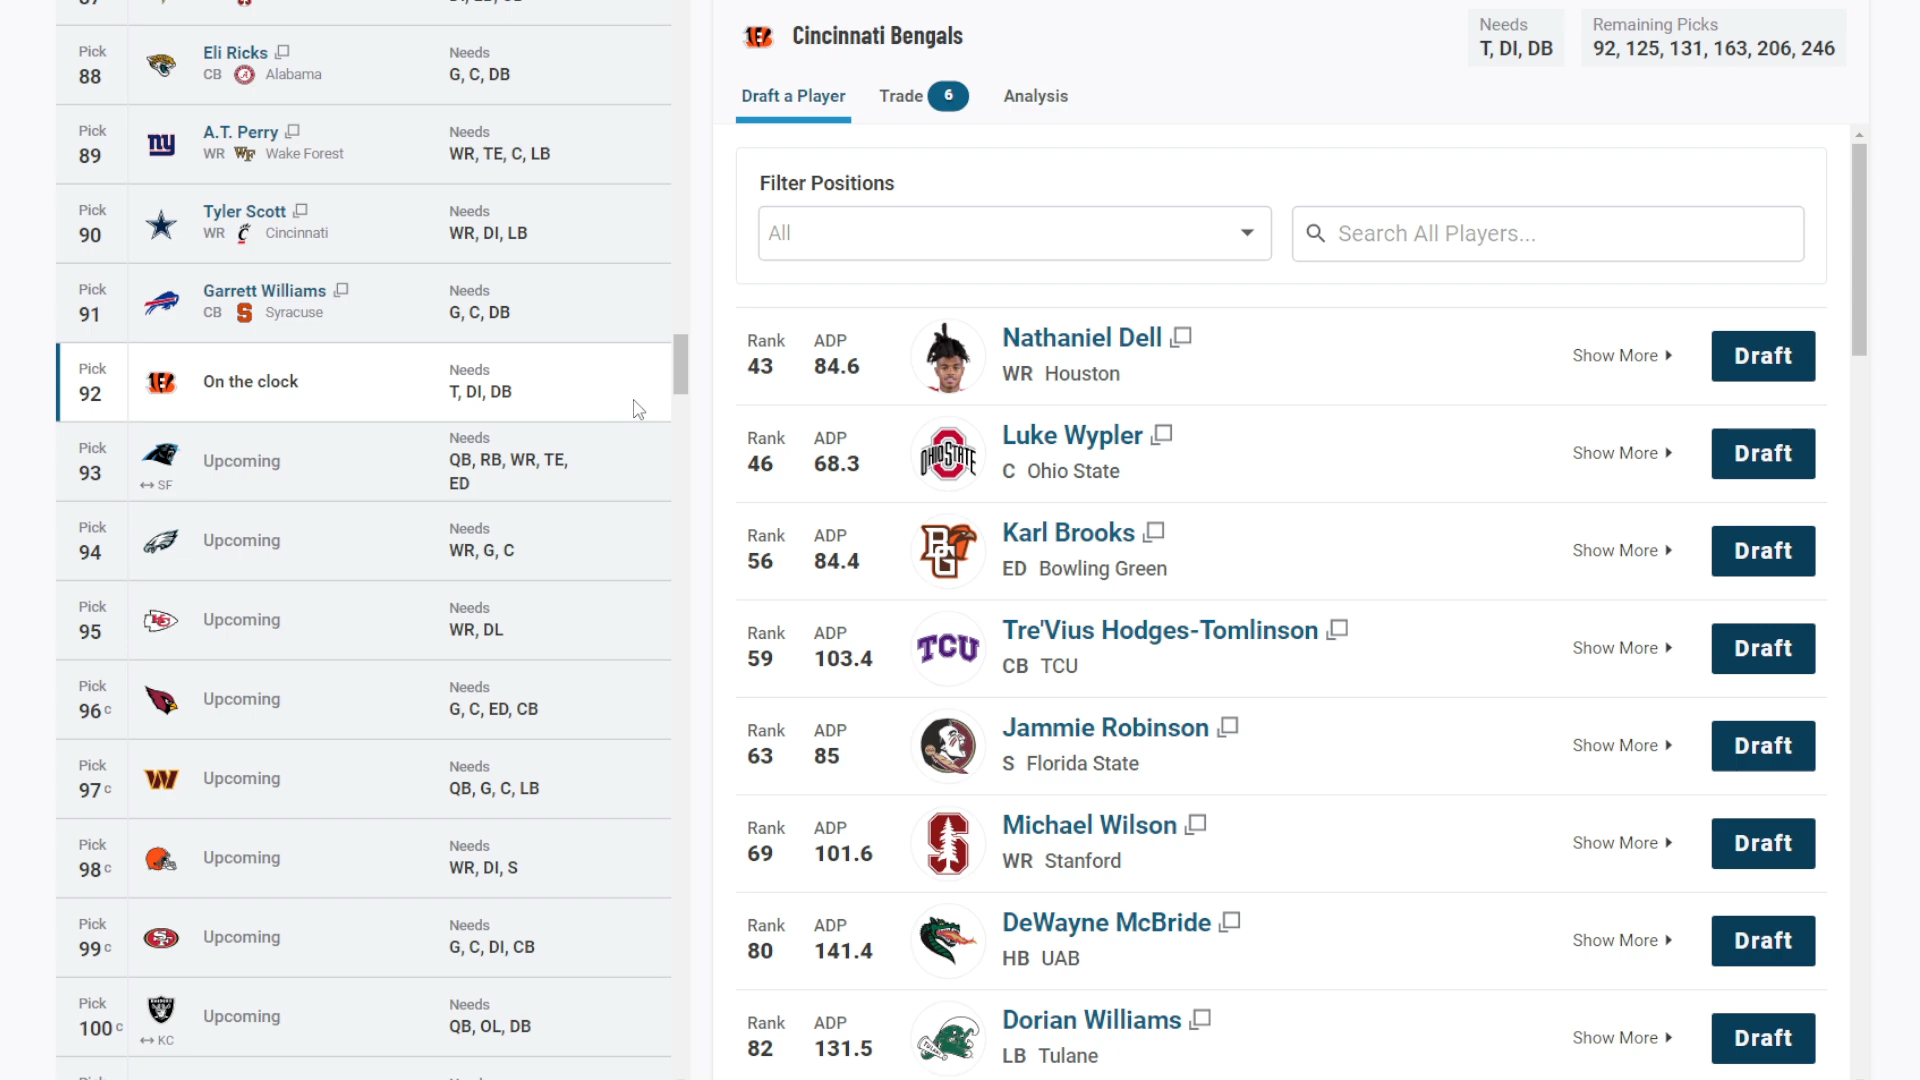 Pick
88
Eli Ricks
CB Alabama
Needs
G, C, DB
Pick
89
ny
A.T. Perry
WR WF Wake Forest
Needs
WR, TE, C, LB
Pick
90
Tyler Scott
WR Cincinnati
Needs
WR, DI, LB
Pick
91
Garrett Williams
CB S Syracuse
Needs
G, C, DB
Pick
92
On the clock
Needs
T, DI, DB
Pick
93
↔ SF
Upcoming
Needs
QB, RB, WR, TE,
ED
Pick
94
Upcoming
Needs
WR, G, C
Pick
95
KC
Upcoming
Needs
WR, DL
Pick
96 c
Upcoming
Needs
G, C, ED, CB
Pick
97 c
W
Upcoming
Needs
QB, G, C, LB
Pick
98 c
Upcoming
Needs
WR, DI, S
Pick
99 c
SF
Upcoming
Needs
G, C, DI, CB
Pick
100 c
RAIDERS
↔ KC
Upcoming
Needs
QB, OL, DB
Cincinnati Bengals
Needs
T, DI, DB
Remaining Picks
92, 125, 131, 163, 206, 246
Draft a Player
Trade 6
Analysis
Filter Positions
All
Search All Players...
Rank
43
ADP
84.6
Nathaniel Dell
WR Houston
Show More
Draft
Rank
46
ADP
68.3
OHIO STATE
Luke Wypler
C Ohio State
Show More
Draft
Rank
56
ADP
84.4
BG
Karl Brooks
ED Bowling Green
Show More
Draft
Rank
59
ADP
103.4
TCU
Tre'Vius Hodges-Tomlinson
CB TCU
Show More
Draft
Rank
63
ADP
85
Jammie Robinson
S Florida State
Show More
Draft
Rank
69
ADP
101.6
S
Michael Wilson
WR Stanford
Show More
Draft
Rank
80
ADP
141.4
DeWayne McBride
HB UAB
Show More
Draft
Rank
82
ADP
131.5
TULANE
Dorian Williams
LB Tulane
Show More
Draft